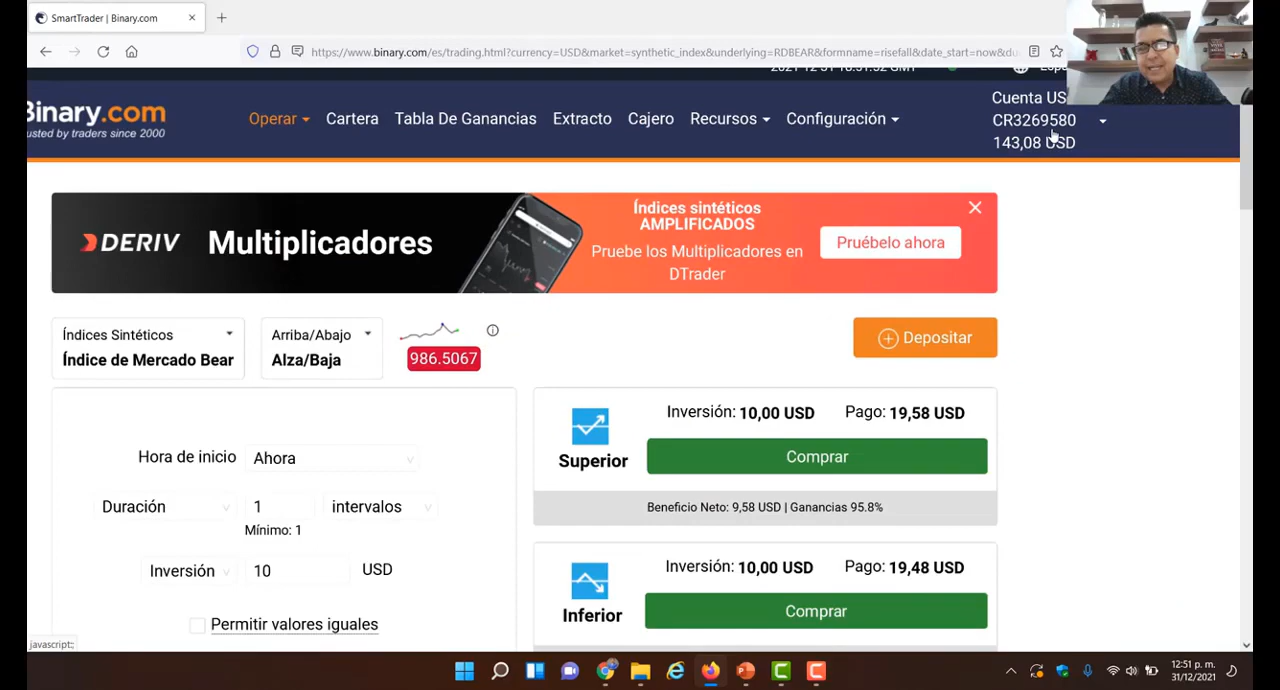 SmartTrader | Binary.com
https://www.binary.com/es/trading.html?currency=USD&market=synthetic_index&underlying=RDBEAR&formname=risefall&date_start=now&du
Binary.com
usted by traders since 2000
Operar
Cartera
Tabla De Ganancias
Extracto
Cajero
Recursos
Configuración
Cuenta US
CR3269580
143,08 USD
DERIV
Multiplicadores
Índices sintéticos
AMPLIFICADOS
Pruebe los Multiplicadores en
DTrader
Pruébelo ahora
Índices Sintéticos
Índice de Mercado Bear
Arriba/Abajo
Alza/Baja
986.5067
Depositar
Hora de inicio
Ahora
Duración
1
intervalos
Mínimo: 1
Inversión
10
USD
Permitir valores iguales
Superior
Inversión: 10,00 USD
Pago: 19,58 USD
Comprar
Beneficio Neto: 9,58 USD | Ganancias 95.8%
Inferior
Inversión: 10,00 USD
Pago: 19,48 USD
Comprar
javascript:;
12:51 p. m.
31/12/2021